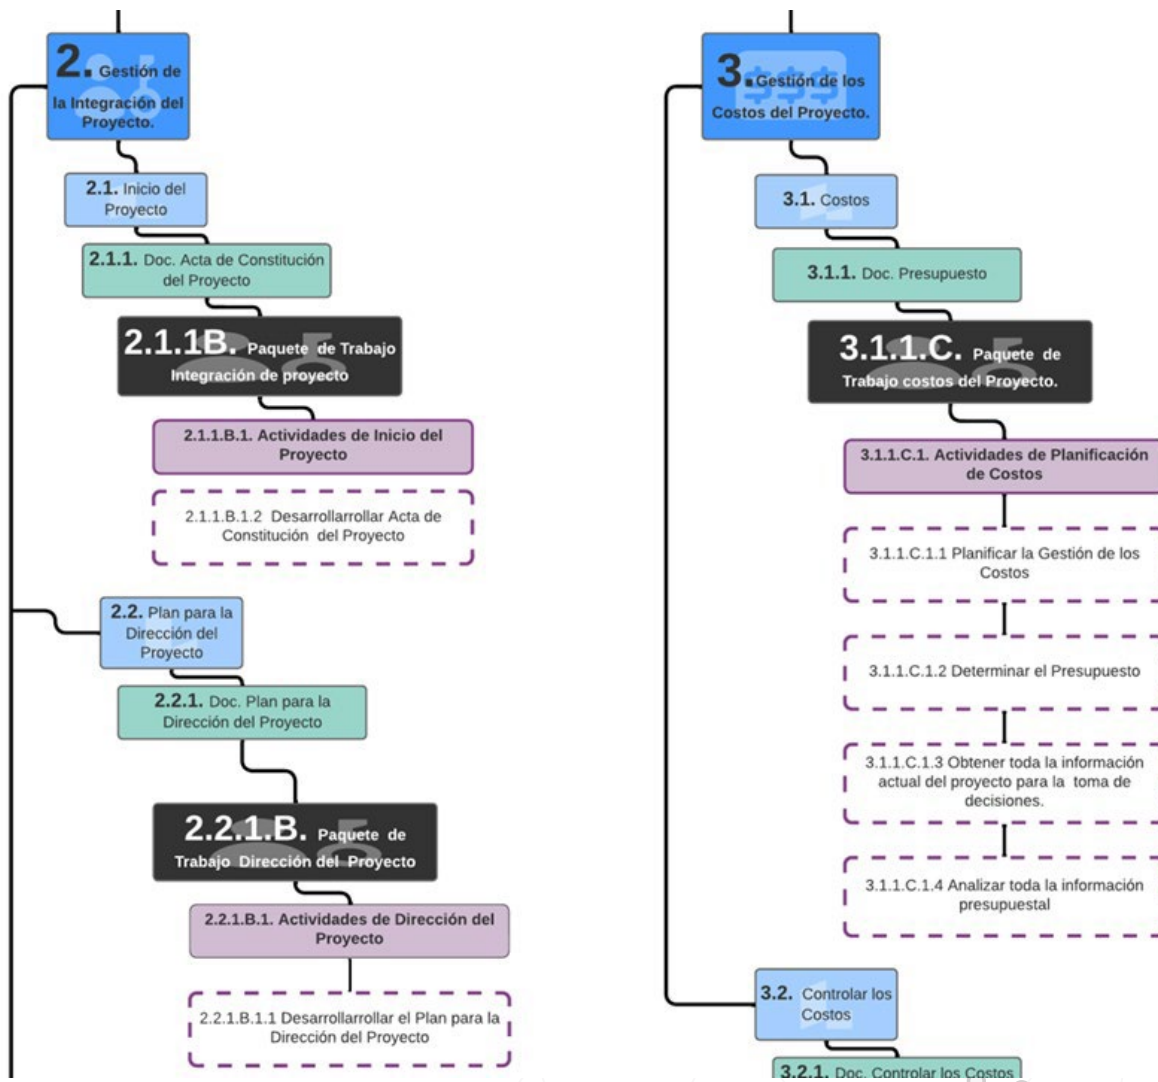 2. Gestión de
la Integración del
Proyecto.
2.1. Inicio del
Proyecto
2.1.1. Doc. Acta de Constitución
del Proyecto
2.1.1B. Paquete de Trabajo
Integración de proyecto
2.1.1.B.1. Actividades de Inicio del
Proyecto
2.1.1.B.1.2 Desarrollarrollar Acta de
Constitución del Proyecto
2.2. Plan para la
Dirección del
Proyecto
2.2.1. Doc. Plan para la
Dirección del Proyecto
2.2.1.B. Paquete de
Trabajo Dirección del Proyecto
2.2.1.B.1. Actividades de Dirección del
Proyecto
2.2.1.B.1.1 Desarrollarrollar el Plan para la
Dirección del Proyecto
3. Gestión de los
Costos del Proyecto.
3.1. Costos
3.1.1. Doc. Presupuesto
3.1.1.C. Paquete de
Trabajo costos del Proyecto.
3.1.1.C.1. Actividades de Planificación
de Costos
3.1.1.C.1.1 Planificar la Gestión de los
Costos
3.1.1.C.1.2 Determinar el Presupuesto
3.1.1.C.1.3 Obtener toda la información
actual del proyecto para la toma de
decisiones.
3.1.1.C.1.4 Analizar toda la información
presupuestal
3.2. Controlar los
Costos
3.2.1. Doc. Controlar los Costos